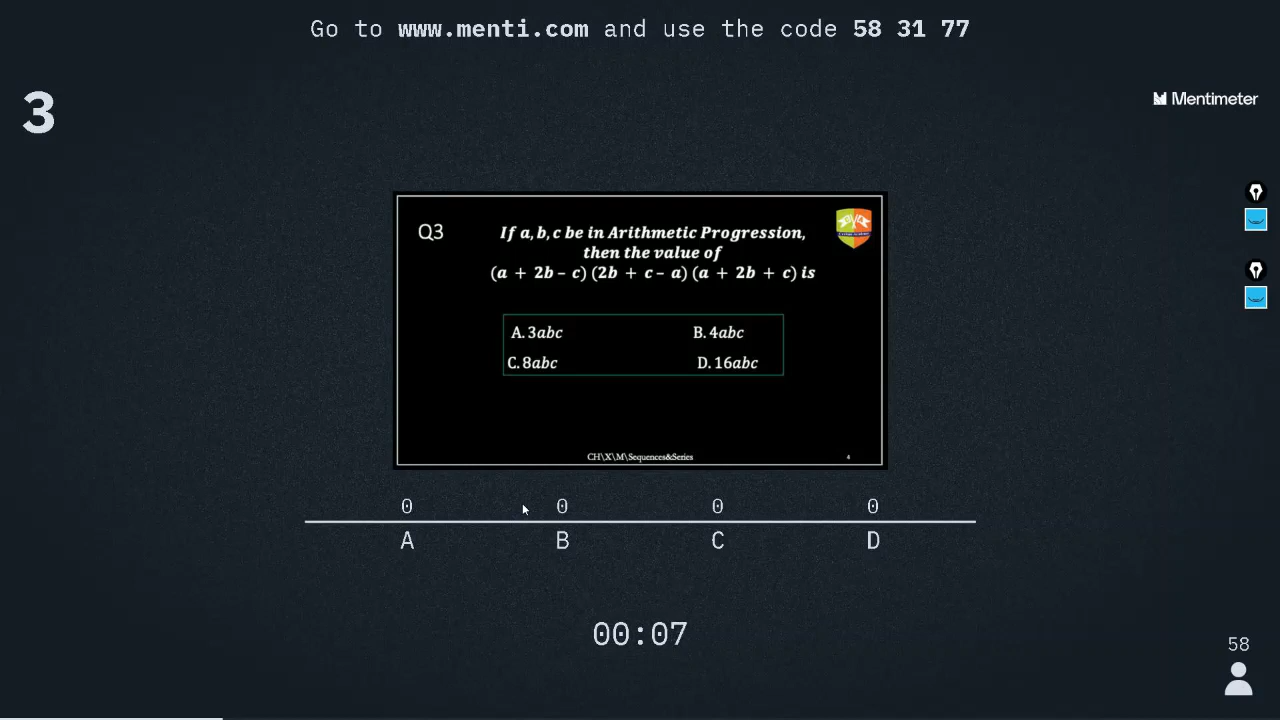 Go to www.menti.com and use the code 58 31 77
3
Mentimeter
Q3
If a, b, c be in Arithmetic Progression,
then the value of
(a + 2b – c) (2b + c – a) (a + 2b + c) is
A. 3abc B. 4abc
C. 8abc D. 16abc
CH\X\M\Sequences&Series 4
0 0 0 0
A B C D
00:07
58